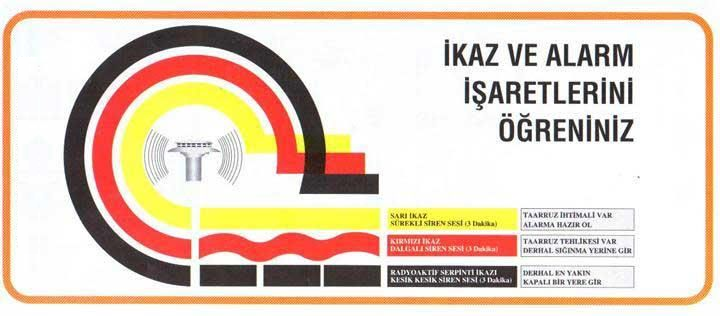 İKAZ VE ALARM
İŞARETLERİNİ
ÖĞRENİNİZ
SARI İKAZ
SÜREKLİ SİREN SESİ (3 Dakika)
TAARRUZ İHTİMALİ VAR
ALARMA HAZIR OL
KIRMIZI İKAZ
DALGALI SİREN SESİ (3 Dakika)
TAARRUZ TEHLİKESİ VAR
DERHAL SIĞINMA YERİNE GİR
RADYOAKTİF SERPİNTİ İKAZI
KESİK KESİK SİREN SESİ (3 Dakika)
DERHAL EN YAKIN
KAPALI BİR YERE GİR